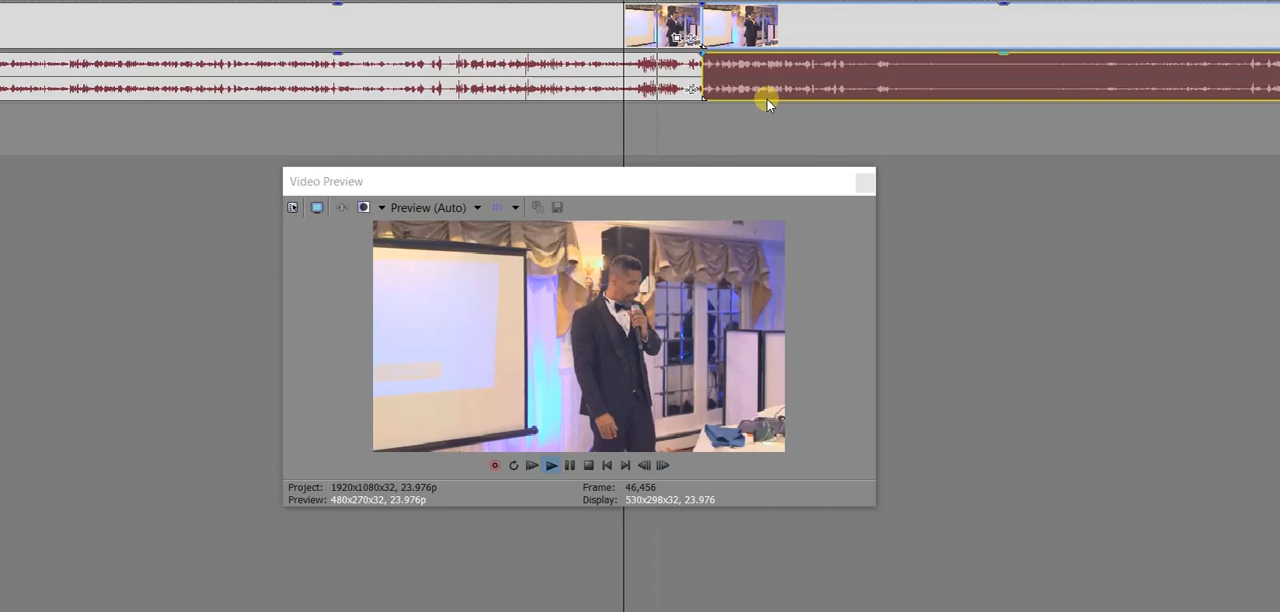 Video Preview
Preview (Auto)
Project: 1920x1080x32, 23.976p
Frame: 46,456
Preview: 480x270x32, 23.976p
Display: 530x298x32, 23.976